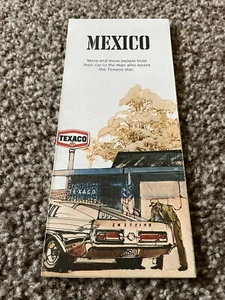 MEXICO
More and more people trust
their car to the man who wears
the Texaco star.
TEXACO
TEXACO